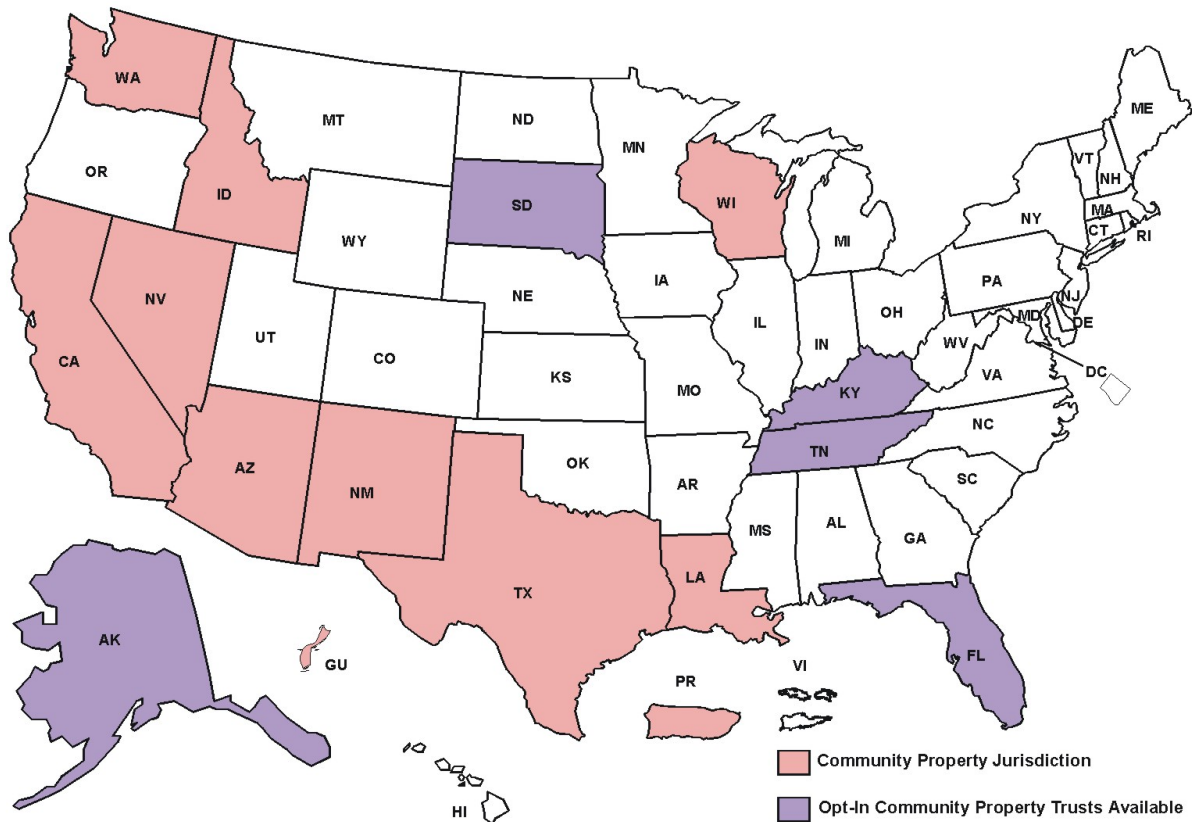 WA
MT
ND
MN
ME
OR
ID
SD
WI
VT
NH
WY
MI
NY
MA
CT
RI
NV
NE
IA
PA
NJ
CA
UT
CO
IL
IN
OH
MD
DE
WV
KS
MO
KY
VA
DC
AZ
NM
OK
AR
TN
NC
SC
MS
AL
GA
TX
LA
AK
GU
FL
PR
VI
HI
Community Property Jurisdiction
Opt-In Community Property Trusts Available